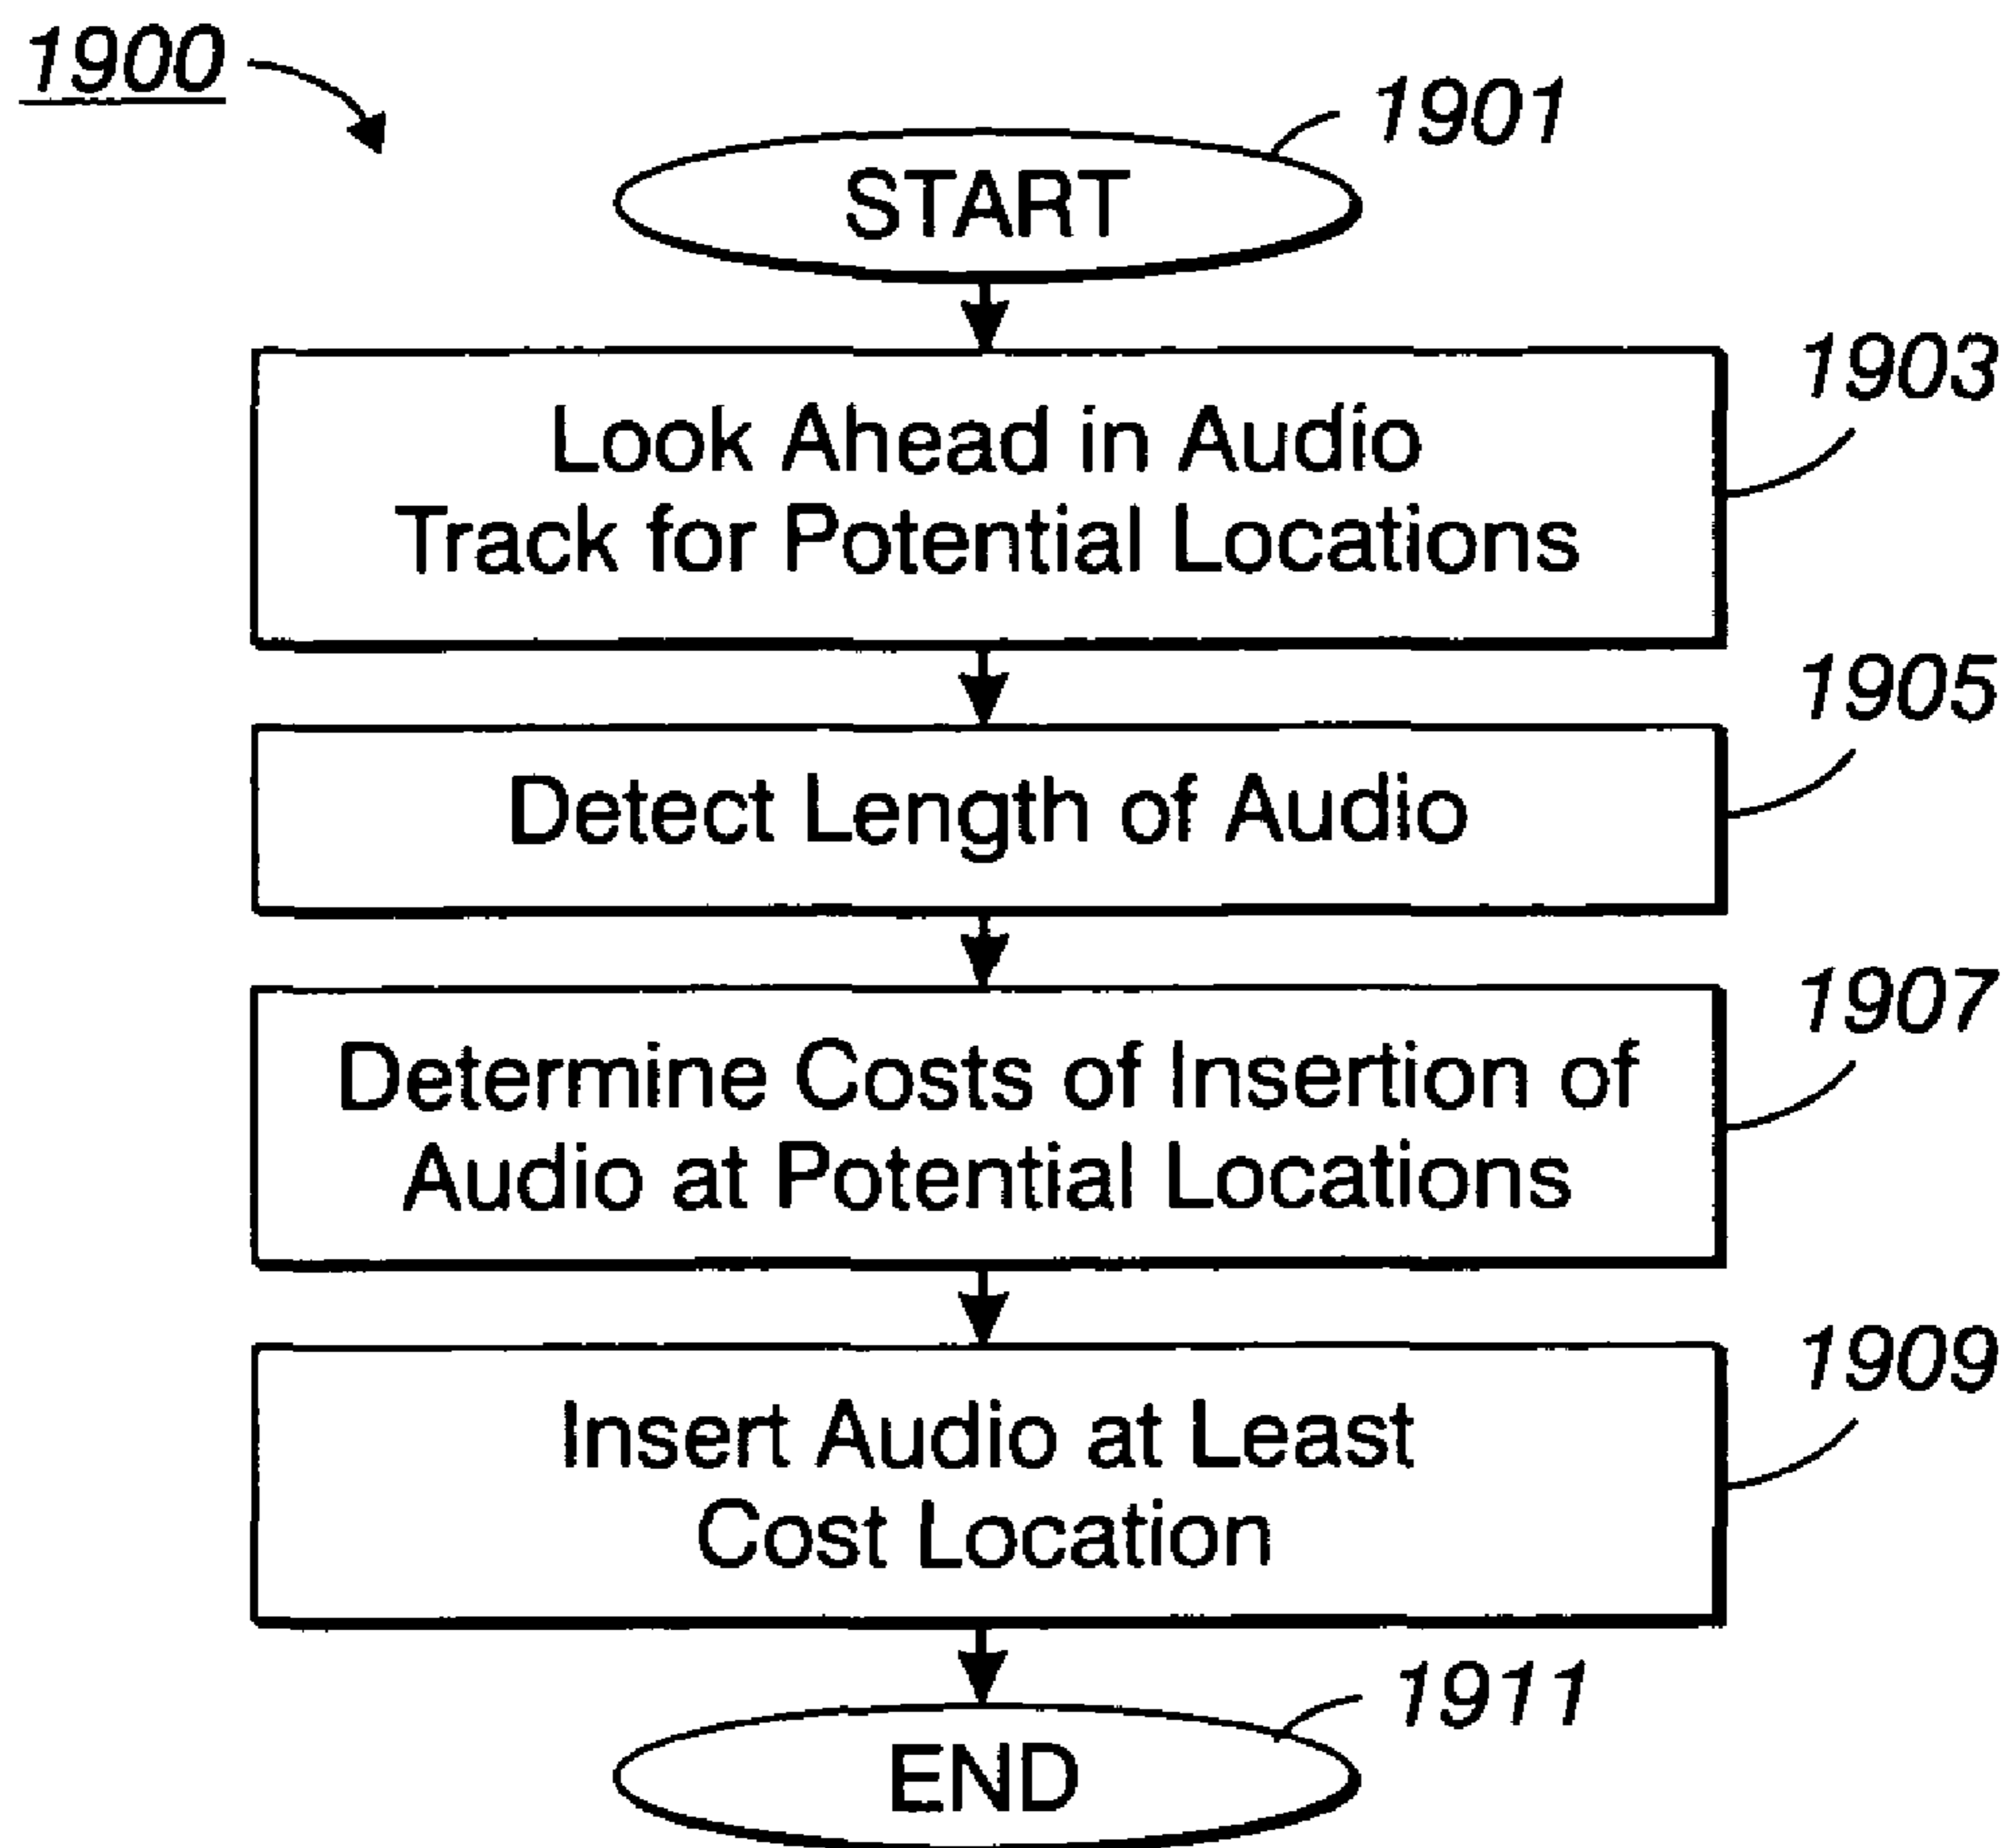 1900
1901
START
1903
Look Ahead in Audio
Track for Potential Locations
1905
Detect Length of Audio
1907
Determine Costs of Insertion of
Audio at Potential Locations
1909
Insert Audio at Least
Cost Location
1911
END